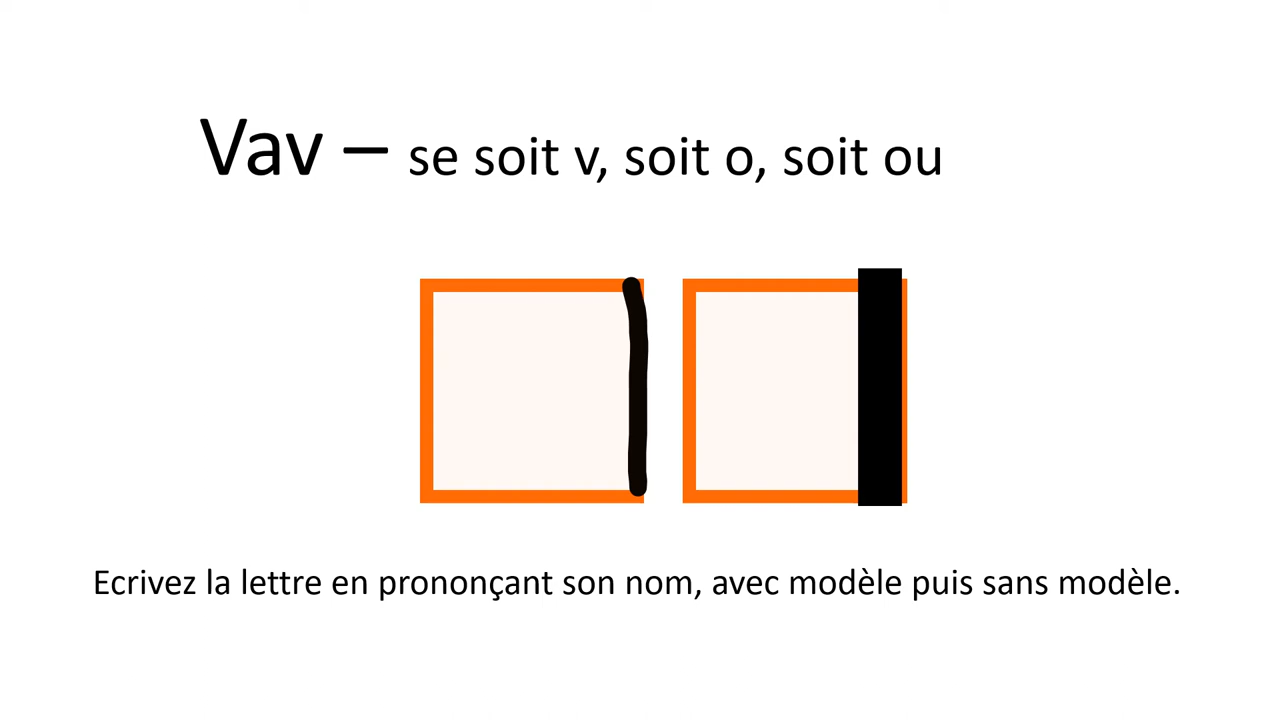 Vav – se soit v, soit o, soit ou
Ecrivez la lettre en prononçant son nom, avec modèle puis sans modèle.